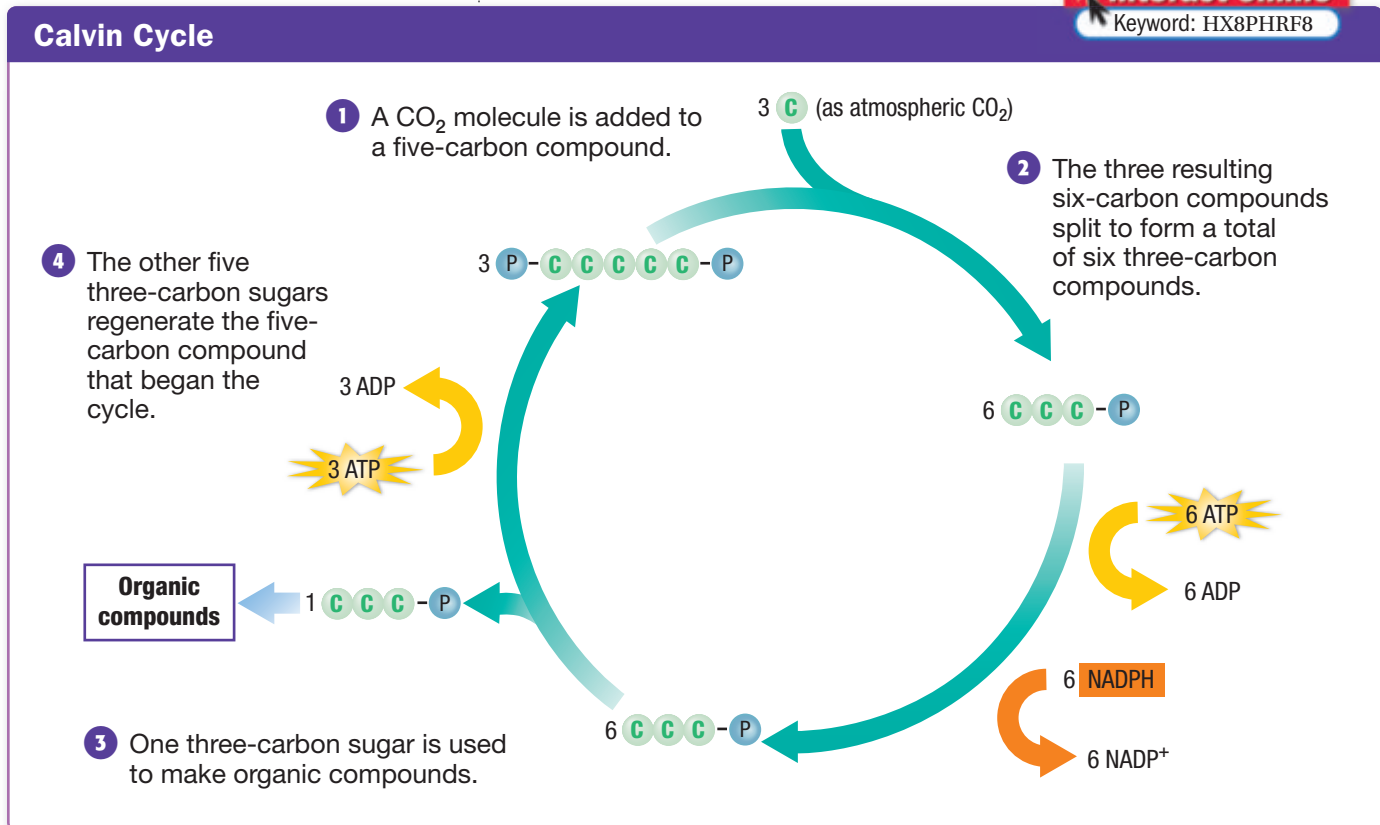 Calvin Cycle
Keyword: HX8PHRF8
1 A CO₂ molecule is added to
a five-carbon compound.
3 C (as atmospheric CO₂)
2 The three resulting
six-carbon compounds
split to form a total
of six three-carbon
compounds.
4 The other five
three-carbon sugars
regenerate the five-
carbon compound
that began the
cycle.
3 P-C C C C C-P
3 ADP
3 ATP
6 C C C-P
6 ATP
6 ADP
Organic
compounds
1 C C C-P
6 NADPH
6 NADP⁺
6 C C C-P
3 One three-carbon sugar is used
to make organic compounds.